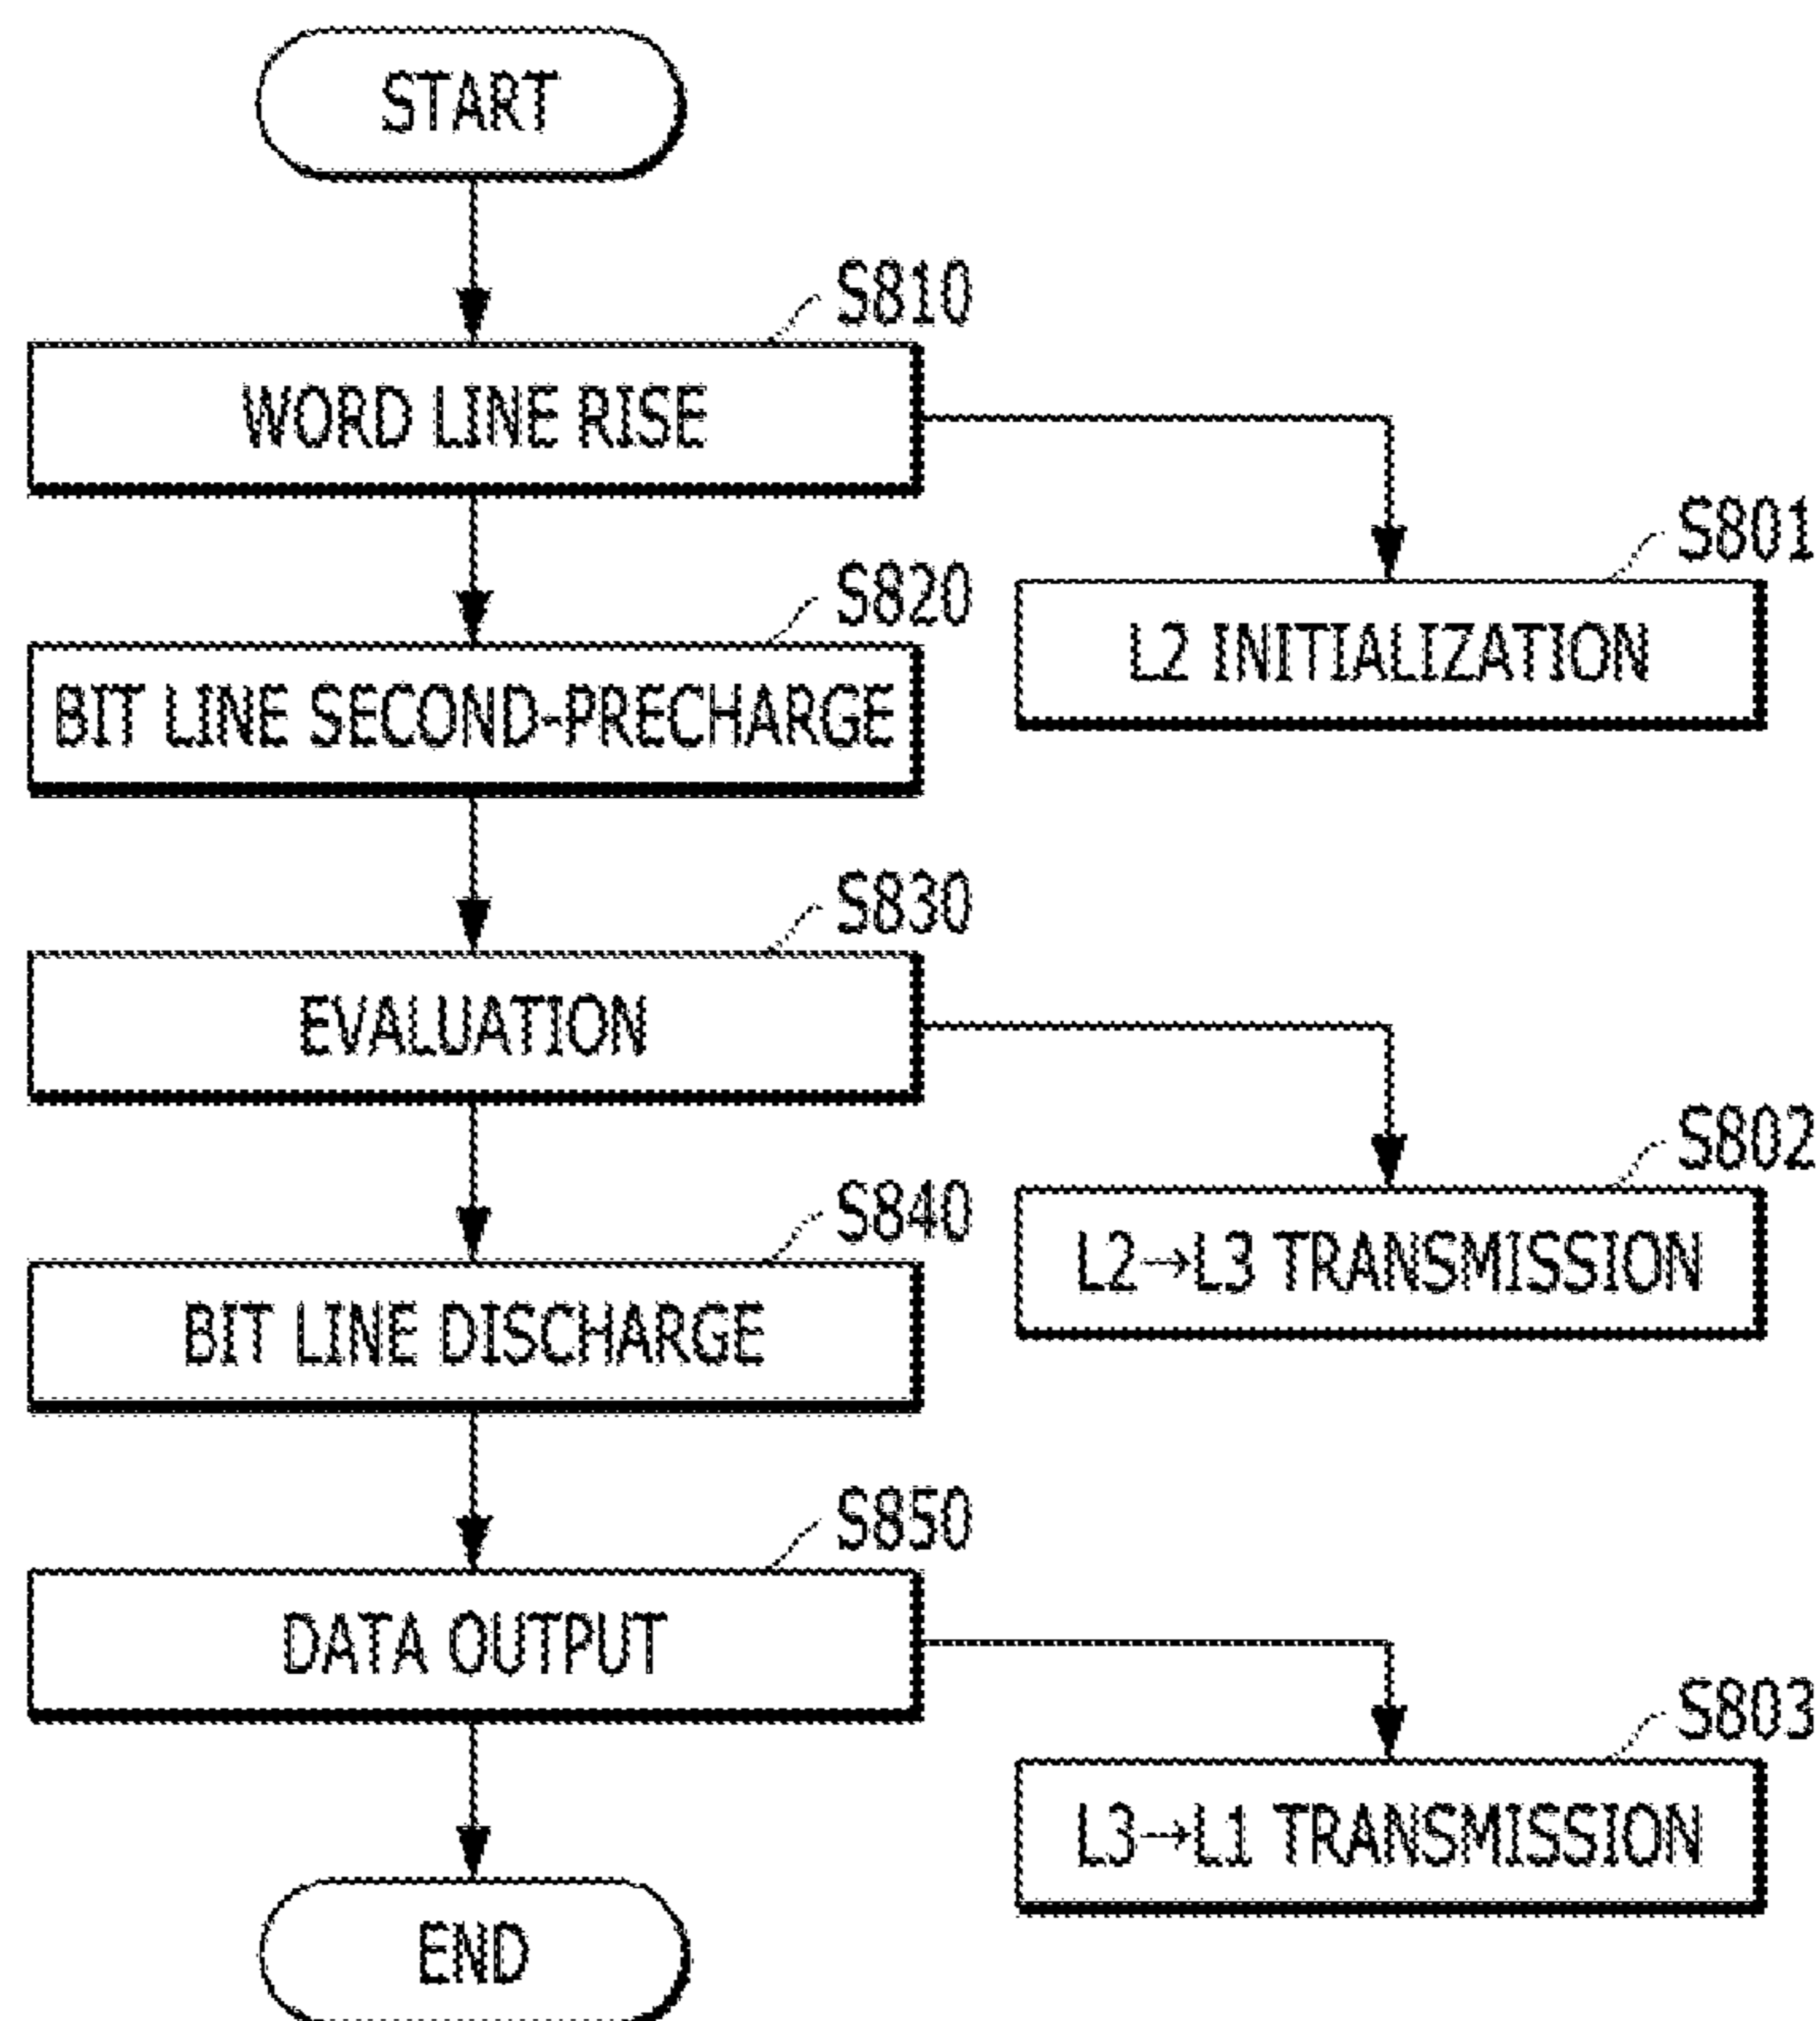 START
S810
WORD LINE RISE
S801
L2 INITIALIZATION
S820
BIT LINE SECOND-PRECHARGE
S830
EVALUATION
S802
L2→L3 TRANSMISSION
S840
BIT LINE DISCHARGE
S850
DATA OUTPUT
S803
L3→L1 TRANSMISSION
END